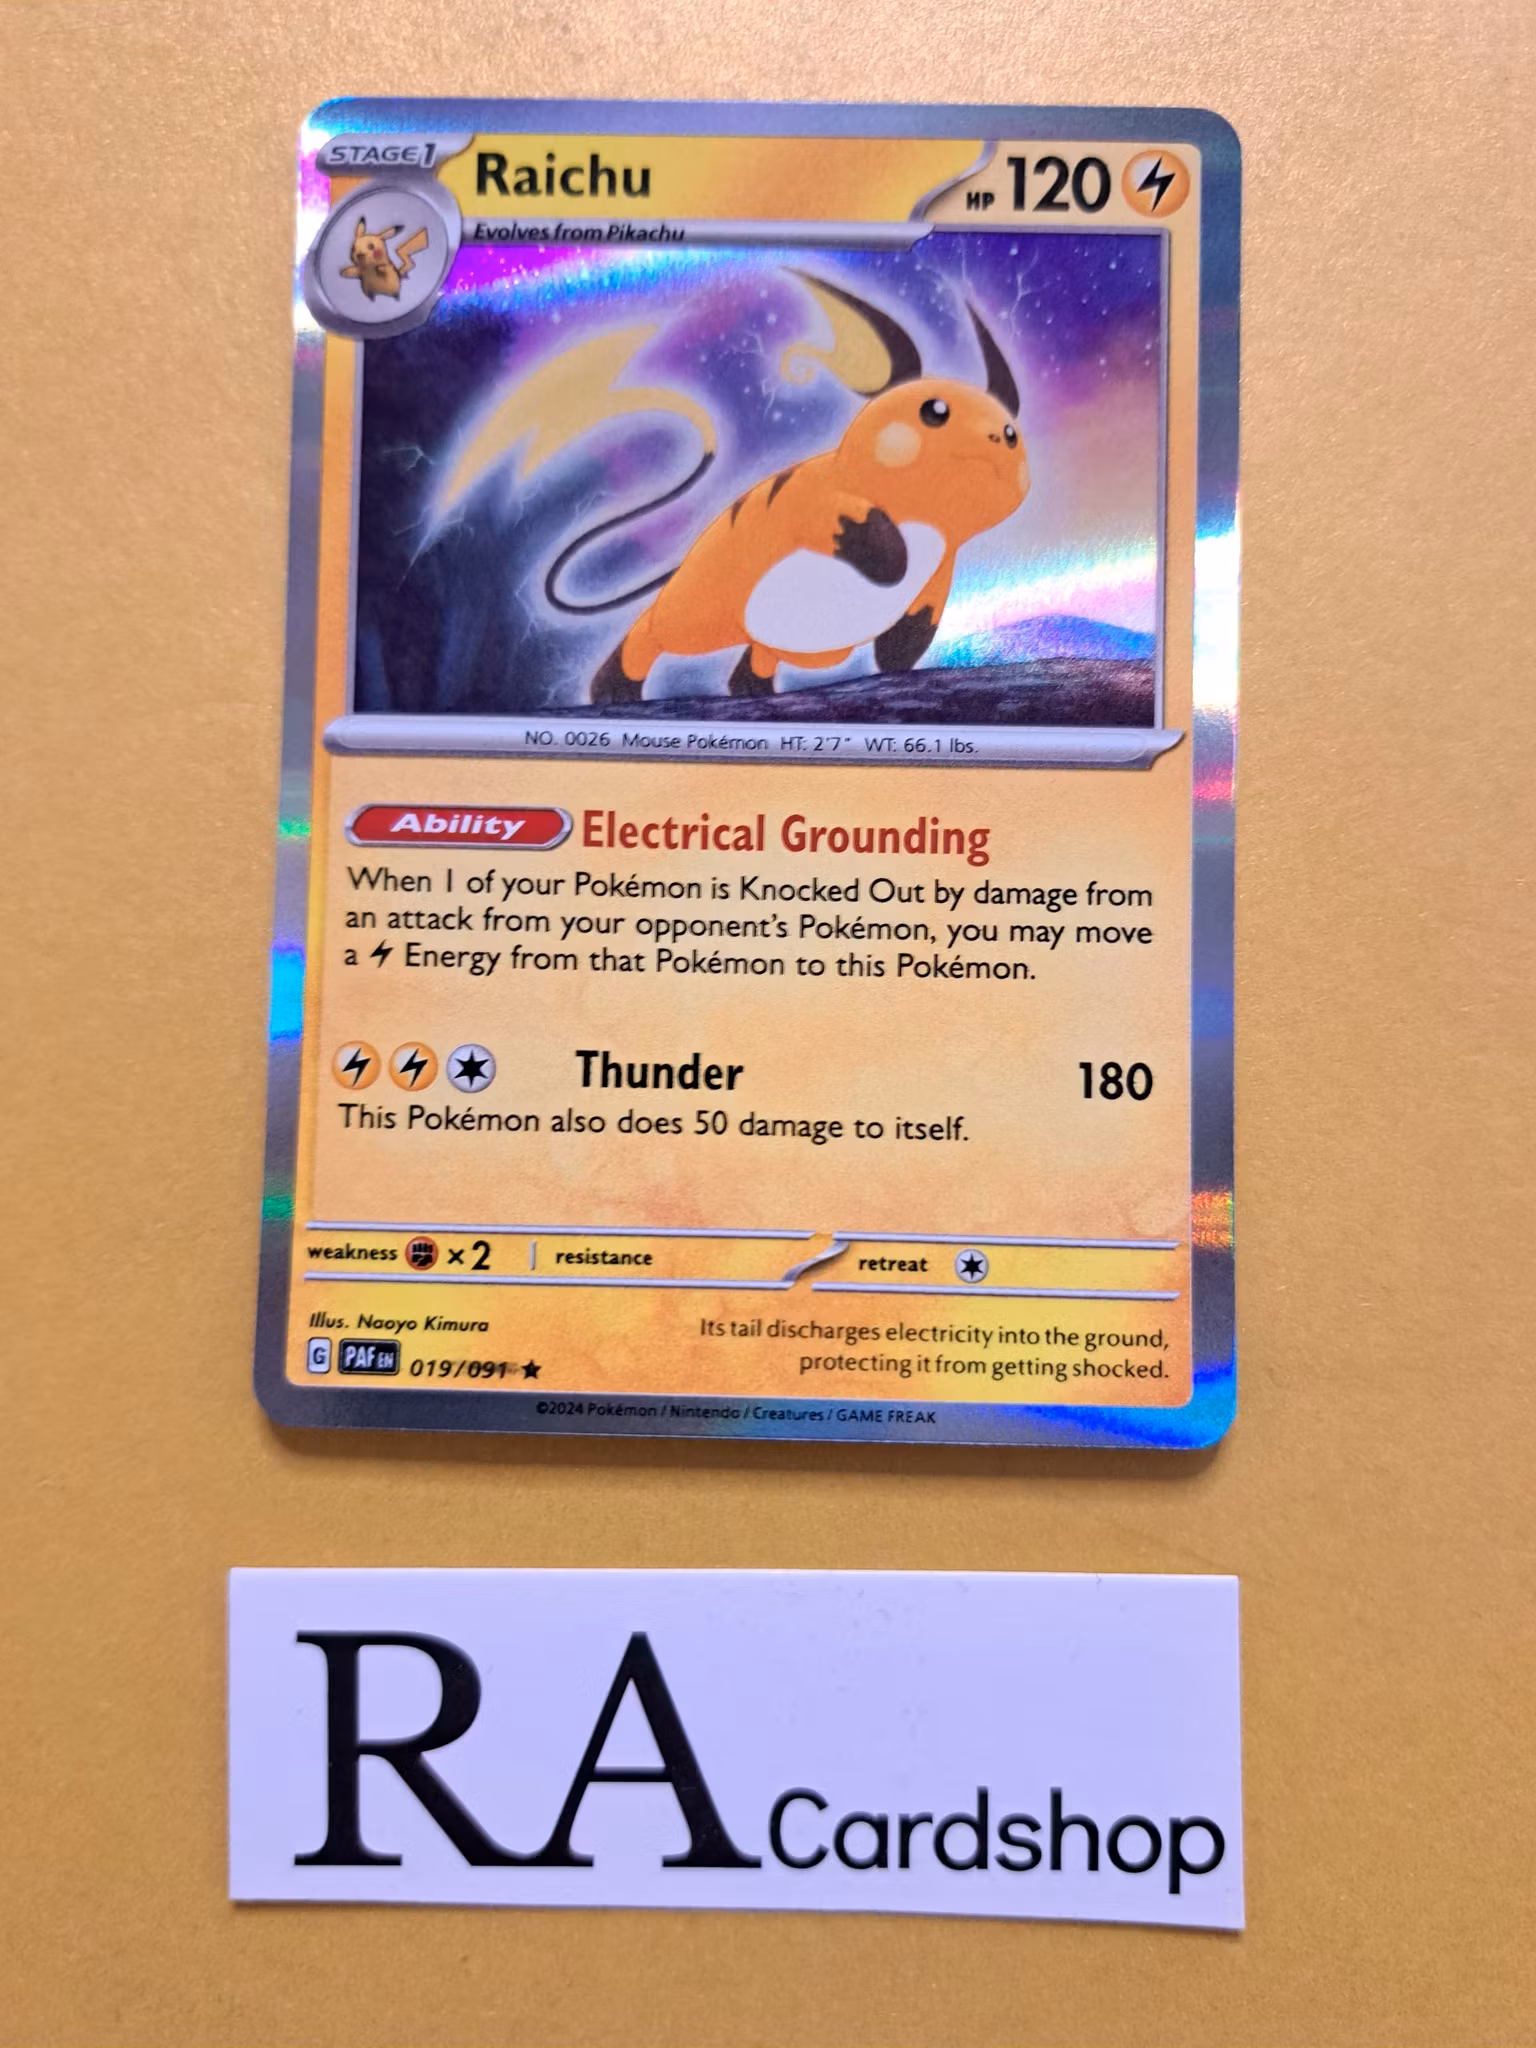 STAGE1
Raichu
HP 120
Evolves from Pikachu
NO. 0026 Mouse Pokémon HT: 2'7" WT: 66.1 lbs.
Ability Electrical Grounding
When 1 of your Pokémon is Knocked Out by damage from
an attack from your opponent's Pokémon, you may move
a Energy from that Pokémon to this Pokémon.
Thunder 180
This Pokémon also does 50 damage to itself.
weakness ×2 resistance retreat
Illus. Naoyo Kimura
G PAF EN 019/091 ★
Its tail discharges electricity into the ground,
protecting it from getting shocked.
©2024 Pokémon / Nintendo / Creatures / GAME FREAK
RA Cardshop